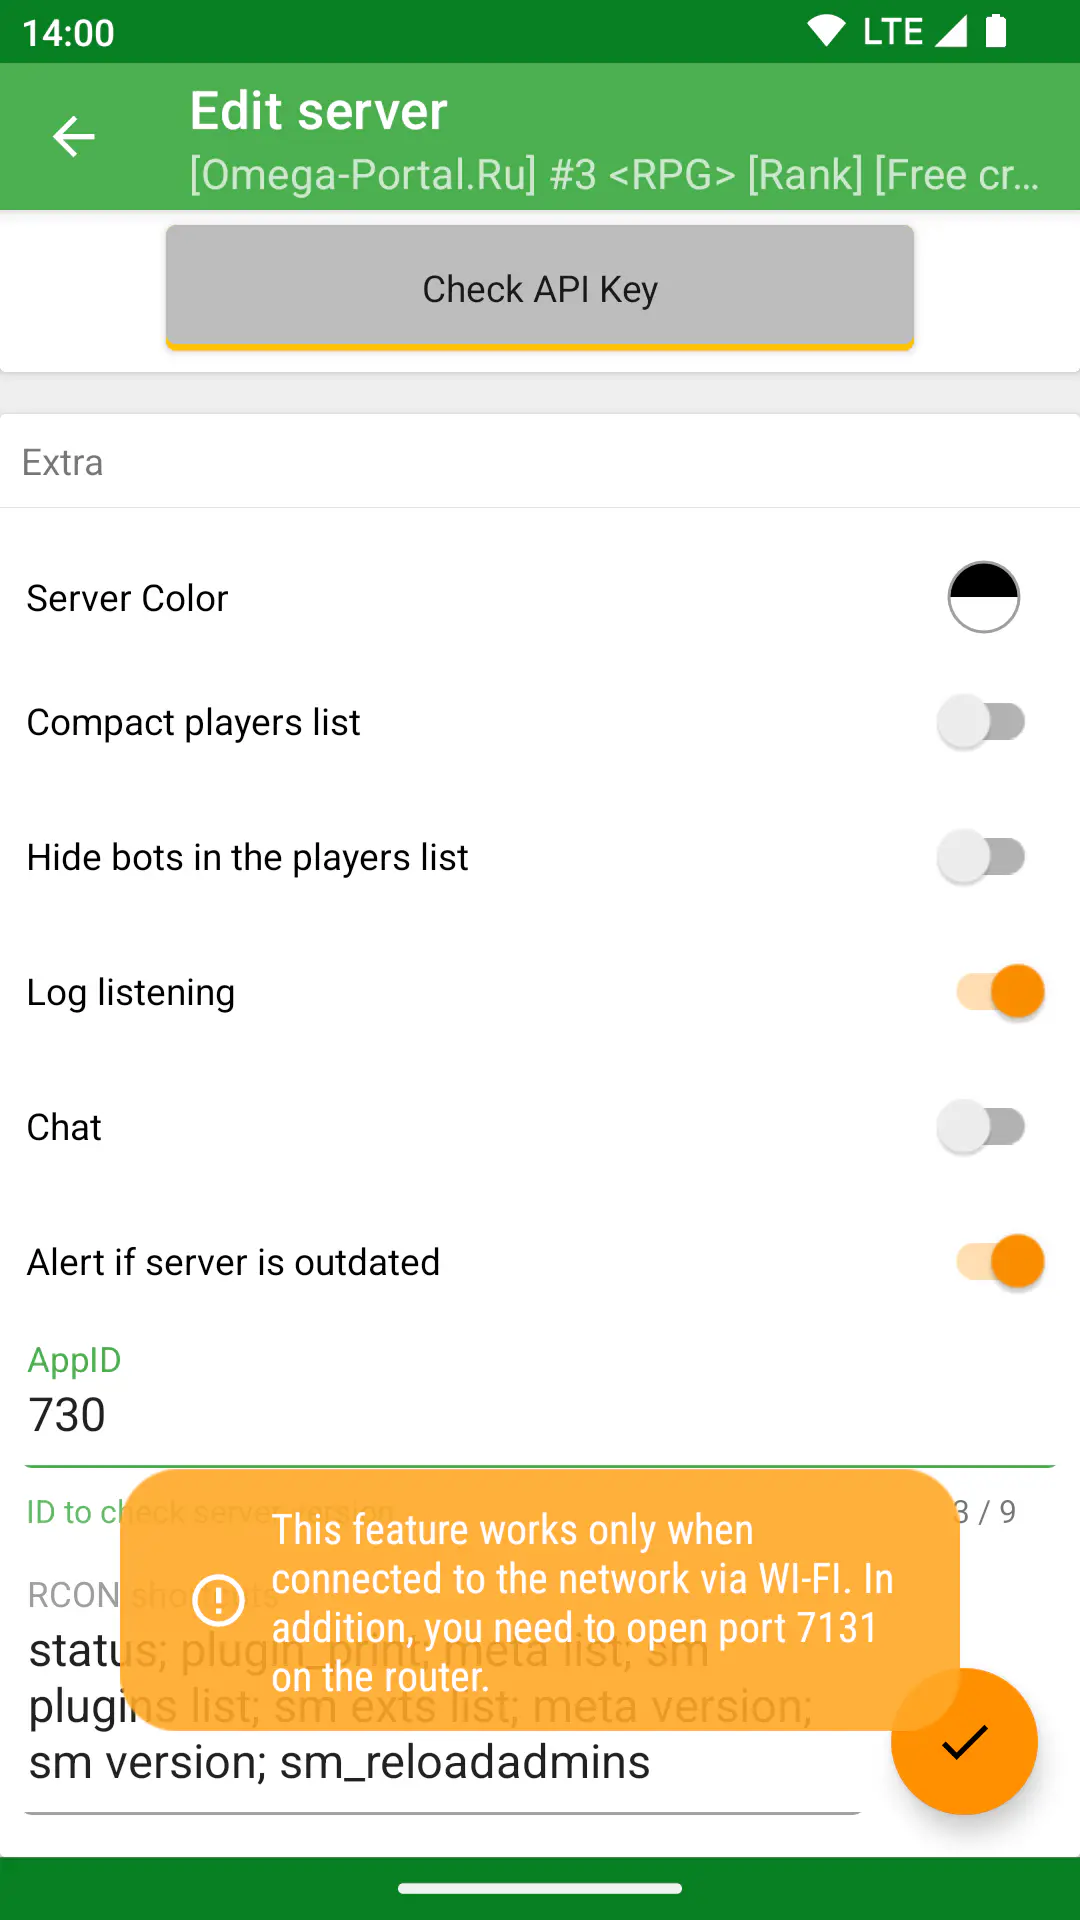 14:00
LTE
Edit server
[Omega-Portal.Ru] #3 <RPG> [Rank] [Free cr...
Check API Key
Extra
Server Color
Compact players list
Hide bots in the players list
Log listening
Chat
Alert if server is outdated
AppID
730
ID to check server version
3 / 9
This feature works only when
connected to the network via WI-FI. In
addition, you need to open port 7131
on the router.
RCON shortcuts
status; plugin_print; meta list; sm
plugins list; sm exts list; meta version;
sm version; sm_reloadadmins